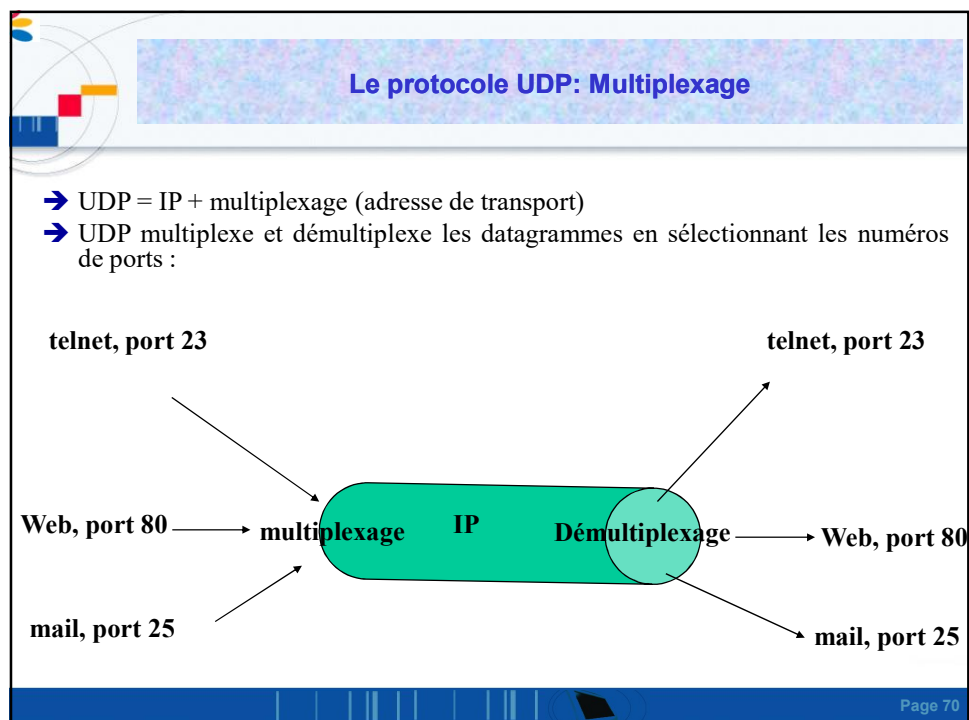 Le protocole UDP: Multiplexage
➔ UDP = IP + multiplexage (adresse de transport)
➔ UDP multiplexe et démultiplexe les datagrammes en sélectionnant les numéros
de ports :
telnet, port 23
telnet, port 23
Web, port 80
multiplexage
IP
Démultiplexage
Web, port 80
mail, port 25
mail, port 25
Page 70